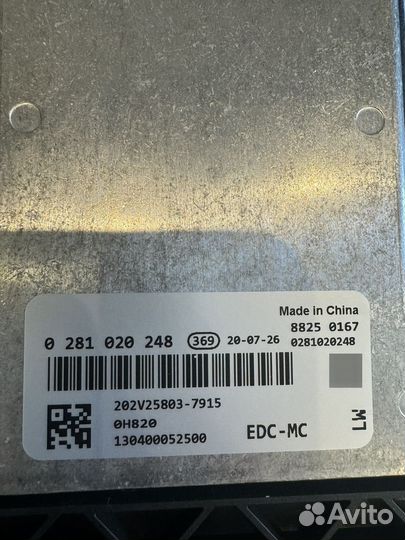 Made in China
8825 0167
0 281 020 248 369 20-07-26 0281020248
202V25803-7915
0H820
130400052500
EDC-MC
LM
Avito